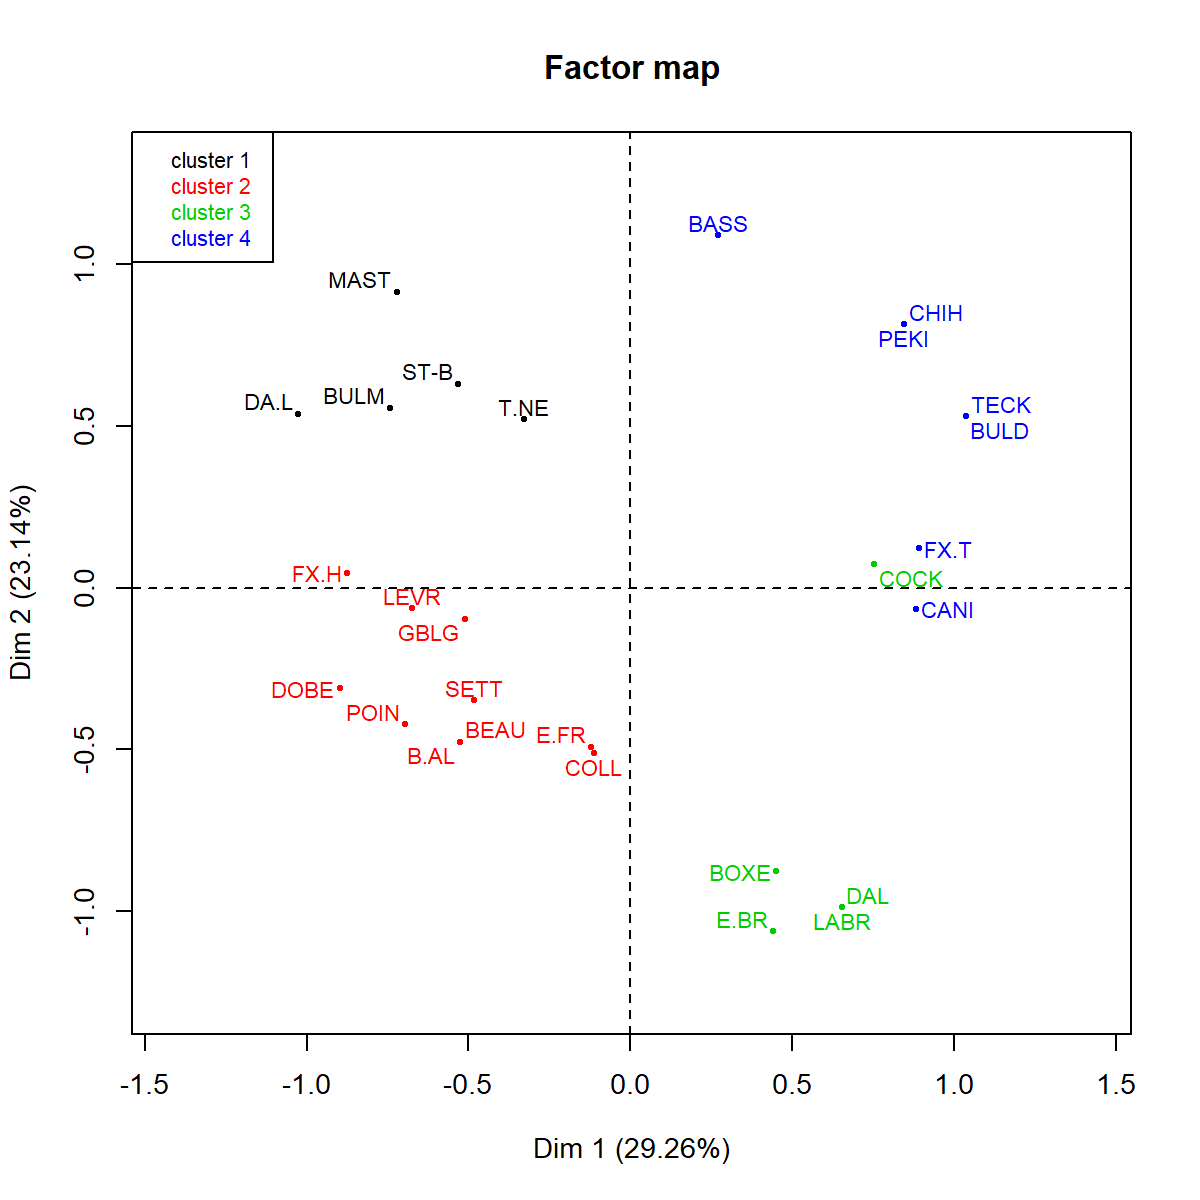 Factor map
cluster 1
cluster 2
cluster 3
cluster 4
BASS
MAST
CHIH
PEKI
ST-B
DA.L
BULM
T.NE
TECK
BULD
FX.T
FX.H
COCK
LEVR
CANI
GBLG
DOBE
SETT
POIN
BEAU
E.FR
B.AL
COLL
BOXE
DAL
E.BR
LABR
1.0
0.5
0.0
-0.5
-1.0
Dim 2 (23.14%)
-1.5 -1.0 -0.5 0.0 0.5 1.0 1.5
Dim 1 (29.26%)